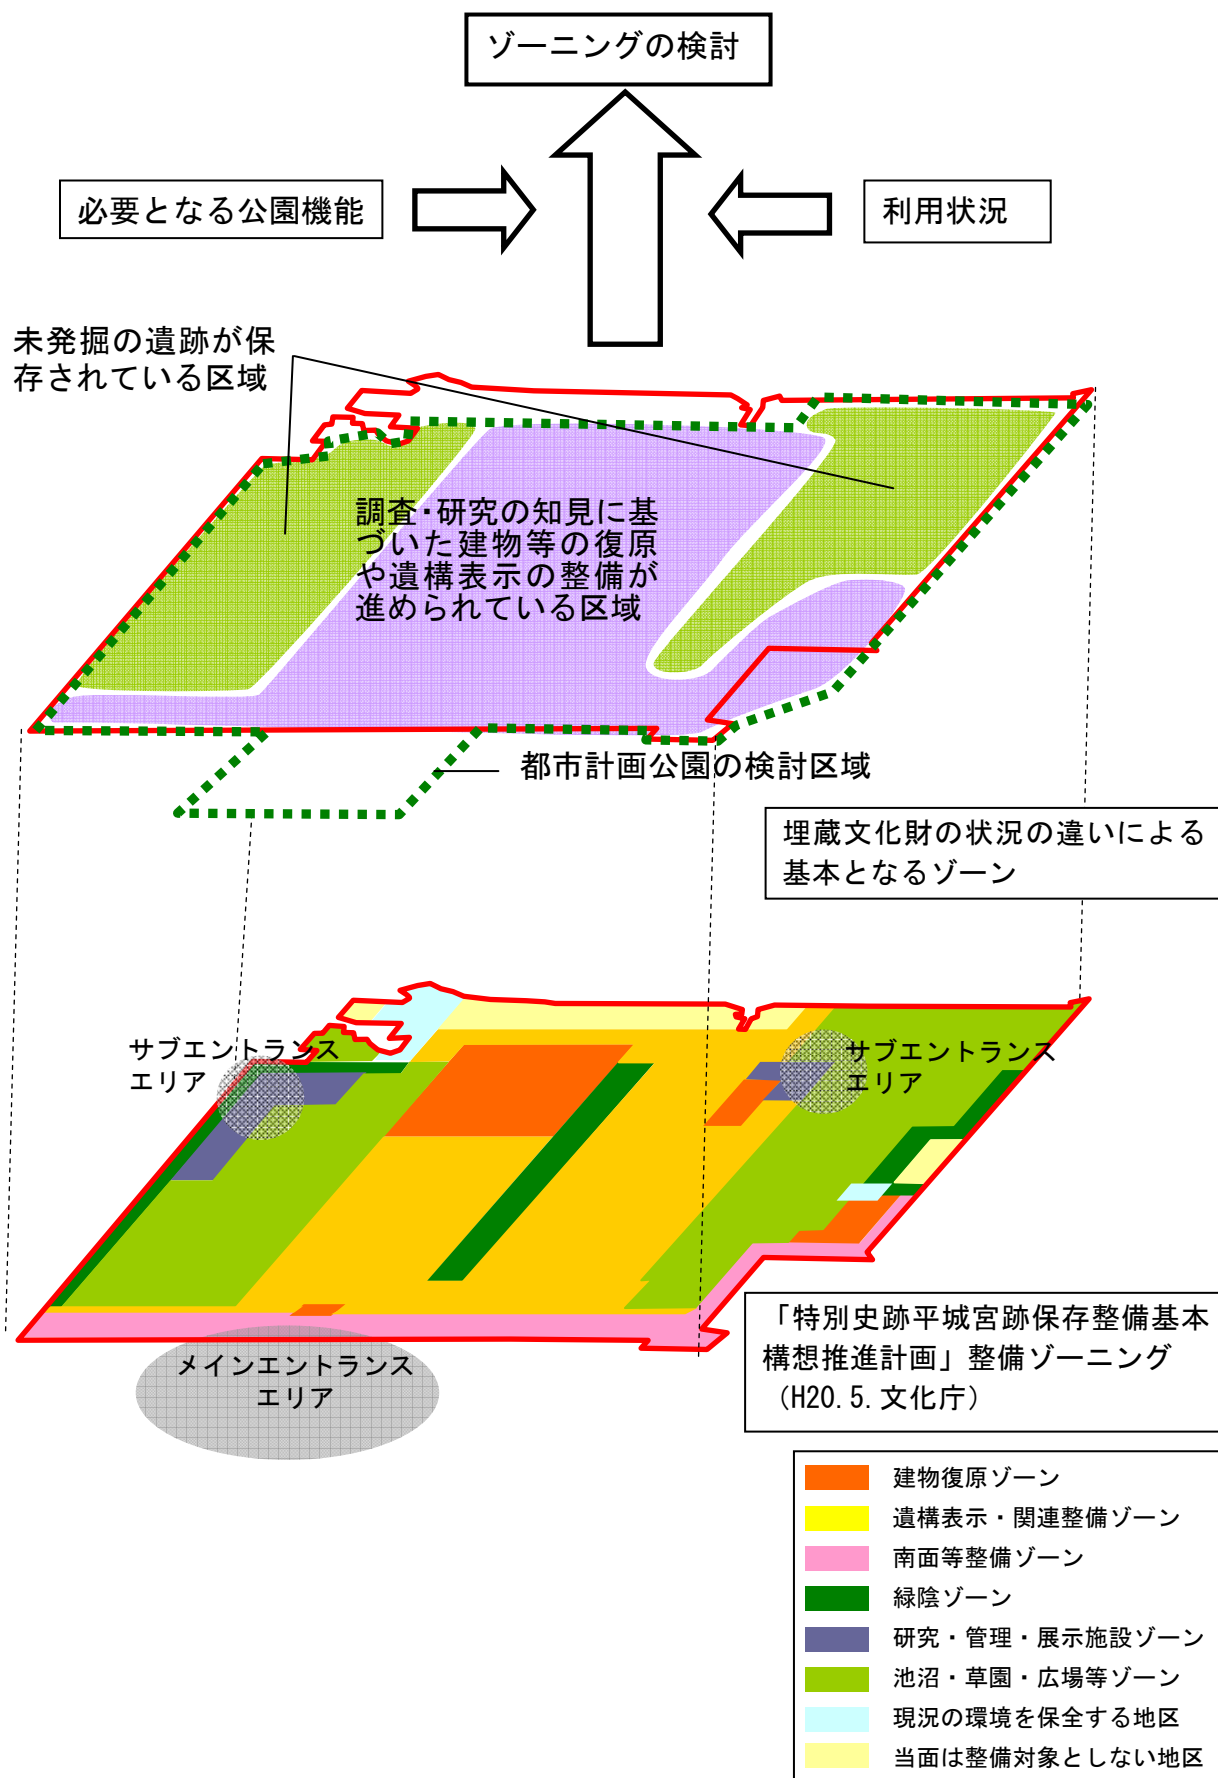 ゾーニングの検討
必要となる公園機能
利用状況
未発掘の遺跡が保
存されている区域
調査・研究の知見に基
づいた建物等の復原
や遺構表示の整備が
進められている区域
都市計画公園の検討区域
埋蔵文化財の状況の違いによる
基本となるゾーン
サブエントランス
エリア
サブエントランス
エリア
メインエントランス
エリア
「特別史跡平城宮跡保存整備基本
構想推進計画」整備ゾーニング
（H20.5.文化庁）
建物復原ゾーン
遺構表示・関連整備ゾーン
南面等整備ゾーン
緑陰ゾーン
研究・管理・展示施設ゾーン
池沼・草園・広場等ゾーン
現況の環境を保全する地区
当面は整備対象としない地区